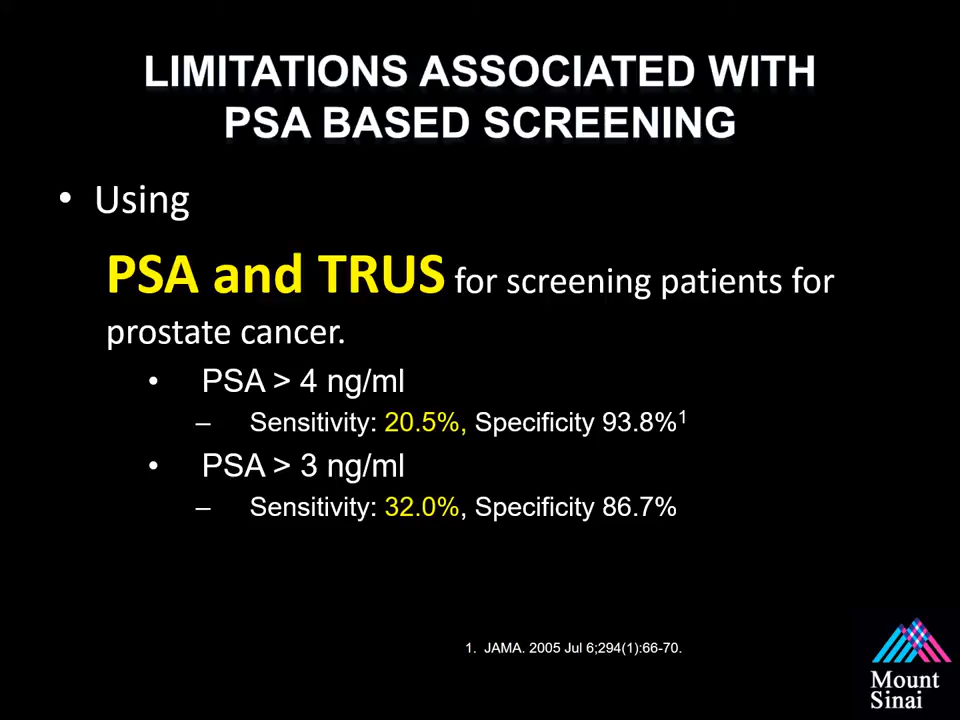 LIMITATIONS ASSOCIATED WITH
PSA BASED SCREENING
• Using
PSA and TRUS for screening patients for
prostate cancer.
• PSA > 4 ng/ml
– Sensitivity: 20.5%, Specificity 93.8%¹
• PSA > 3 ng/ml
– Sensitivity: 32.0%, Specificity 86.7%
1. JAMA. 2005 Jul 6;294(1):66-70.
Mount
Sinai